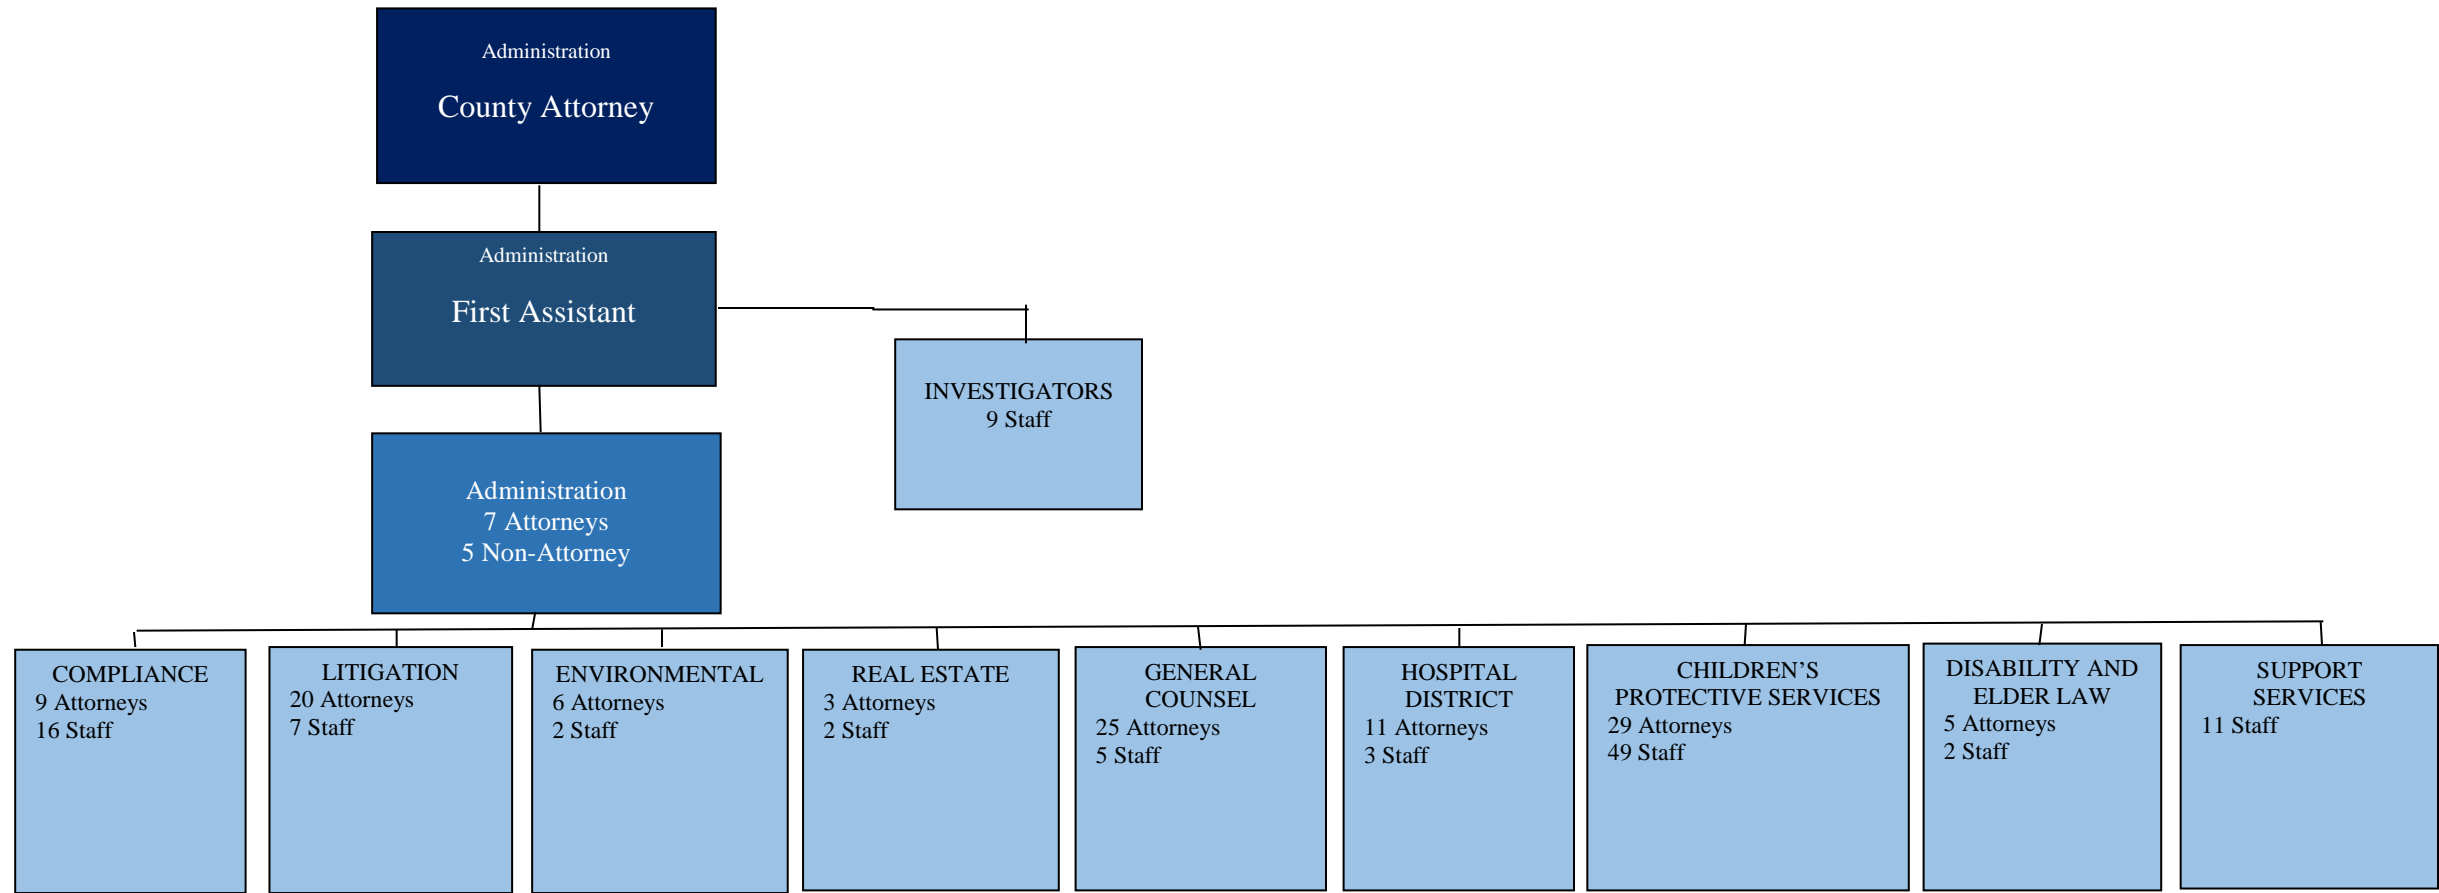 Administration
County Attorney
Administration
First Assistant
INVESTIGATORS
9 Staff
Administration
7 Attorneys
5 Non-Attorney
COMPLIANCE
9 Attorneys
16 Staff
LITIGATION
20 Attorneys
7 Staff
ENVIRONMENTAL
6 Attorneys
2 Staff
REAL ESTATE
3 Attorneys
2 Staff
GENERAL
COUNSEL
25 Attorneys
5 Staff
HOSPITAL
DISTRICT
11 Attorneys
3 Staff
CHILDREN’S
PROTECTIVE SERVICES
29 Attorneys
49 Staff
DISABILITY AND
ELDER LAW
5 Attorneys
2 Staff
SUPPORT
SERVICES
11 Staff